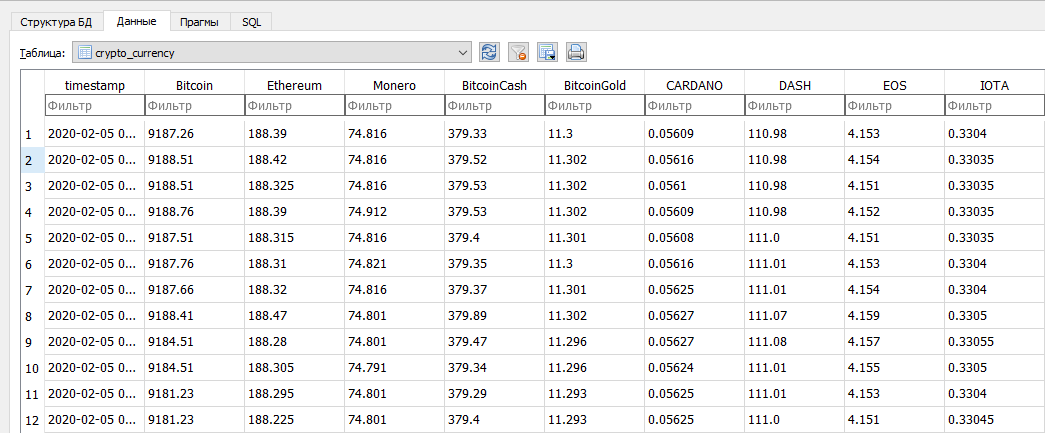 Структура БД Данные Прагмы SQL
Таблица: crypto_currency
timestamp Bitcoin Ethereum Monero BitcoinCash BitcoinGold CARDANO DASH EOS IOTA
Фильтр Фильтр Фильтр Фильтр Фильтр Фильтр Фильтр Фильтр Фильтр Фильтр
1 2020-02-05 0... 9187.26 188.39 74.816 379.33 11.3 0.05609 110.98 4.153 0.3304
2 2020-02-05 0... 9188.51 188.42 74.816 379.52 11.302 0.05616 110.98 4.154 0.33035
3 2020-02-05 0... 9188.51 188.325 74.816 379.53 11.302 0.0561 110.98 4.151 0.33035
4 2020-02-05 0... 9188.76 188.39 74.912 379.53 11.302 0.05609 110.98 4.152 0.33035
5 2020-02-05 0... 9187.51 188.315 74.816 379.4 11.301 0.05608 111.0 4.151 0.33035
6 2020-02-05 0... 9187.76 188.31 74.821 379.35 11.3 0.05616 111.01 4.153 0.3304
7 2020-02-05 0... 9187.66 188.32 74.816 379.37 11.301 0.05625 111.01 4.154 0.3304
8 2020-02-05 0... 9188.41 188.47 74.801 379.89 11.302 0.05627 111.07 4.159 0.3305
9 2020-02-05 0... 9184.51 188.28 74.801 379.47 11.296 0.05627 111.08 4.157 0.33055
10 2020-02-05 0... 9184.51 188.305 74.791 379.34 11.296 0.05624 111.01 4.155 0.3305
11 2020-02-05 0... 9181.23 188.295 74.801 379.29 11.293 0.05625 111.01 4.153 0.3304
12 2020-02-05 0... 9181.23 188.225 74.801 379.4 11.293 0.05625 111.0 4.151 0.33045